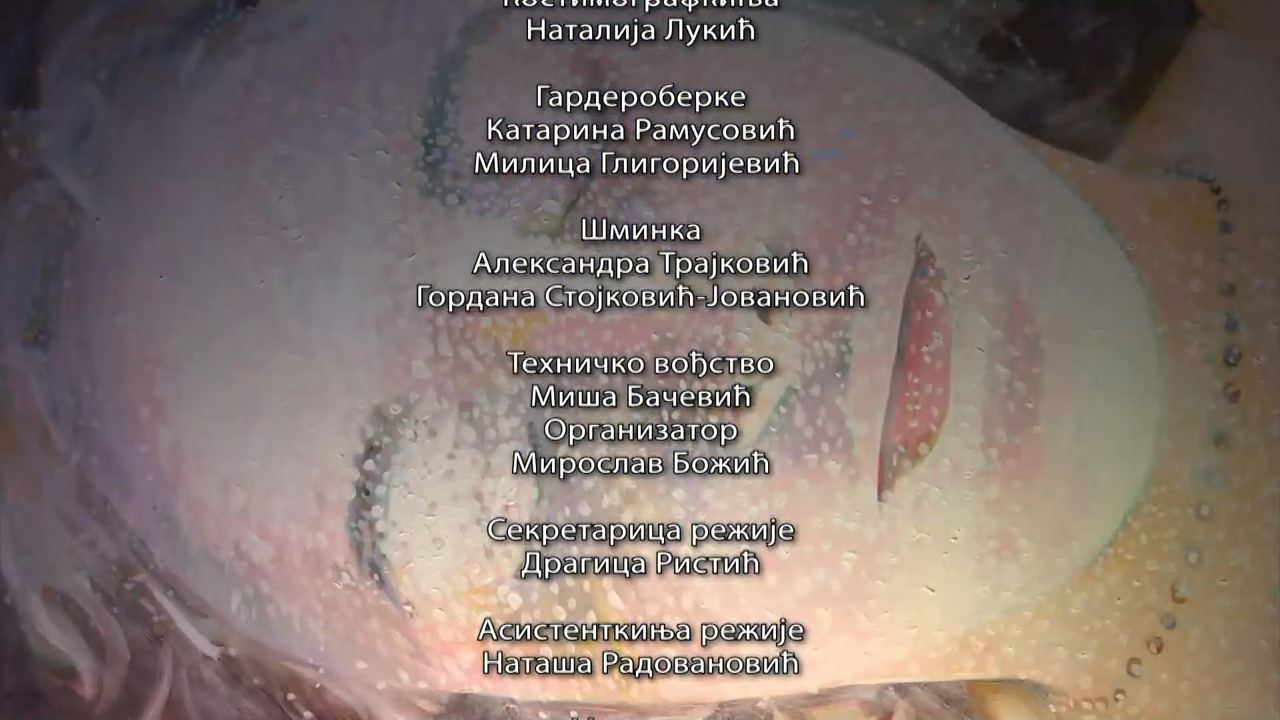 Наталија Лукић
Гардероберке
Катарина Рамусовић
Милица Глигоријевић
Шминка
Александра Трајковић
Гордана Стојковић-Јовановић
Техничко вођство
Миша Бачевић
Организатор
Мирослав Божић
Секретарица режије
Драгица Ристић
Асистенткиња режије
Наташа Радовановић